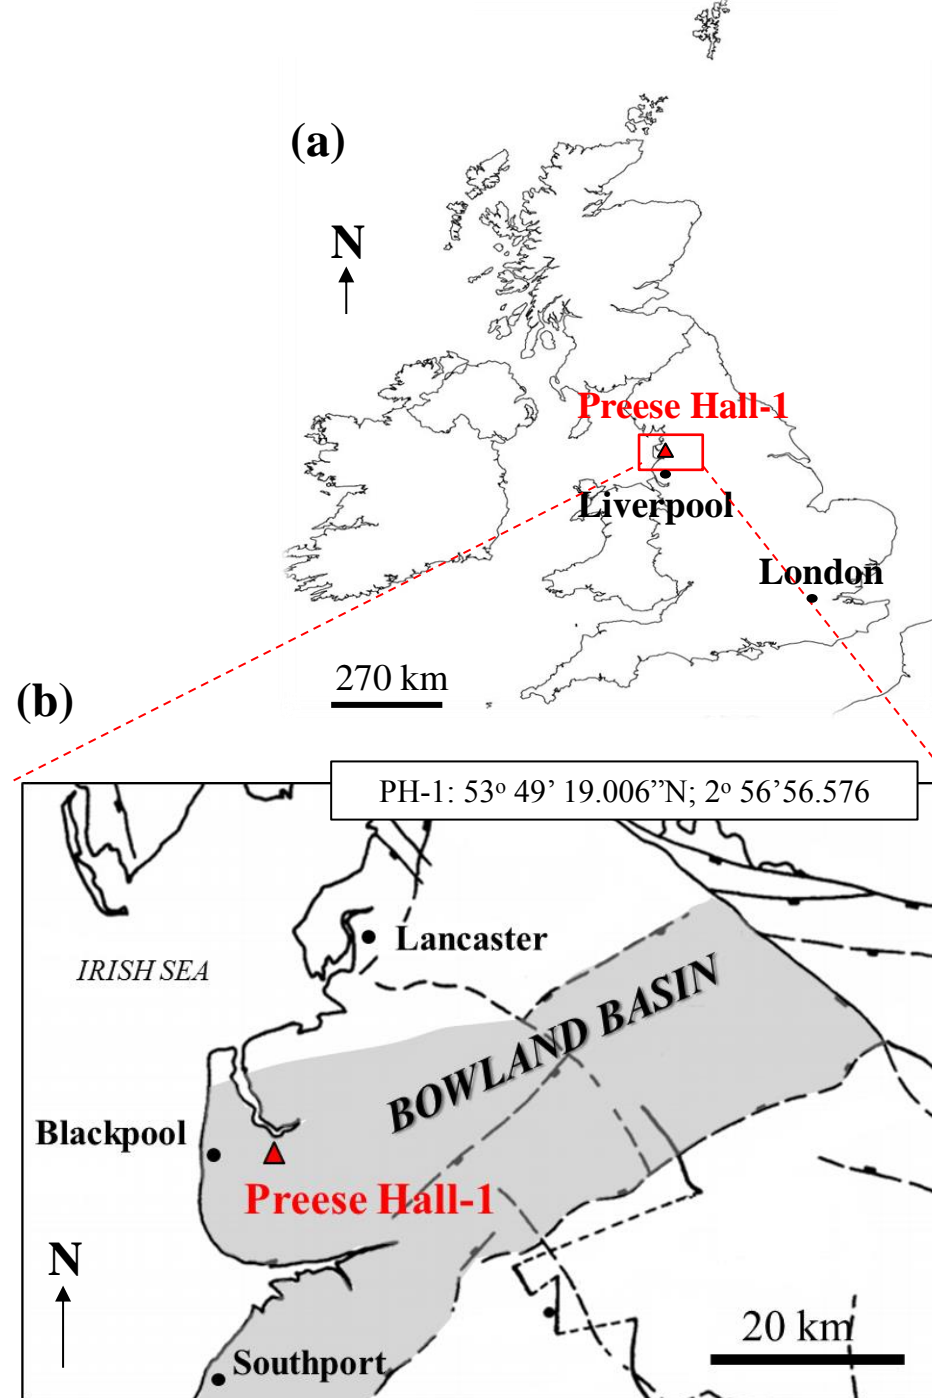 (a)
N
Preese Hall-1
Liverpool
London
270 km
(b)
PH-1: 53º 49’ 19.006”N; 2º 56’56.576
Lancaster
IRISH SEA
BOWLAND BASIN
Blackpool
Preese Hall-1
N
20 km
Southport